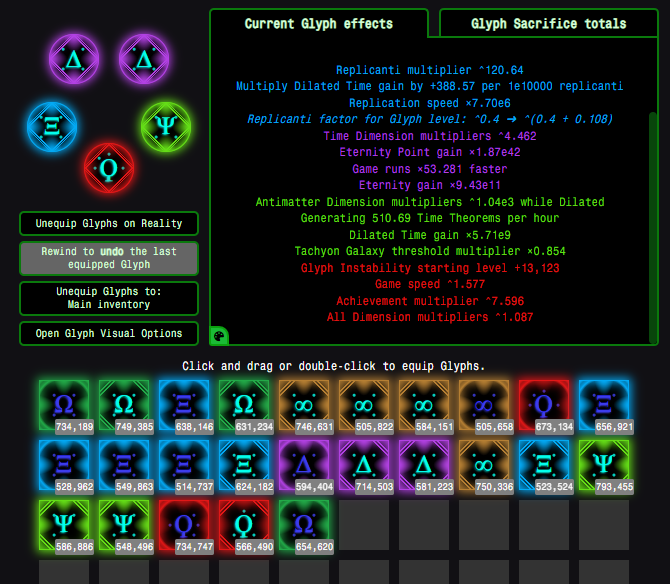 Current Glyph effects
Glyph Sacrifice totals
Δ Δ
Ξ Ψ
Ϙ
Replicanti multiplier ^120.64
Multiply Dilated Time gain by +388.57 per 1e10000 replicanti
Replication speed ×7.70e6
Replicanti factor for Glyph level: ^0.4 ➜ ^(0.4 + 0.108)
Time Dimension multipliers ^4.462
Eternity Point gain ×1.87e42
Game runs ×53.281 faster
Eternity gain ×9.43e11
Antimatter Dimension multipliers ^1.04e3 while Dilated
Generating 510.69 Time Theorems per hour
Dilated Time gain ×5.71e9
Tachyon Galaxy threshold multiplier ×0.854
Glyph Instability starting level +13,123
Game speed ^1.577
Achievement multiplier ^7.596
All Dimension multipliers ^1.087
Unequip Glyphs on Reality
Rewind to undo the last
equipped Glyph
Unequip Glyphs to:
Main inventory
Open Glyph Visual Options
Click and drag or double-click to equip Glyphs.
Ω Ω Ξ Ω ∞ ∞ ∞ ∞ Ϙ Ξ
734,189 749,385 638,146 631,234 746,631 505,822 584,151 505,658 673,134 656,921
Ξ Ξ Ξ Ξ Δ Δ Δ ∞ Ξ Ψ
528,962 549,863 514,737 624,182 594,404 714,503 581,223 750,336 523,524 793,455
Ψ Ψ Ϙ Ϙ Ω
586,886 548,496 734,747 566,490 654,620